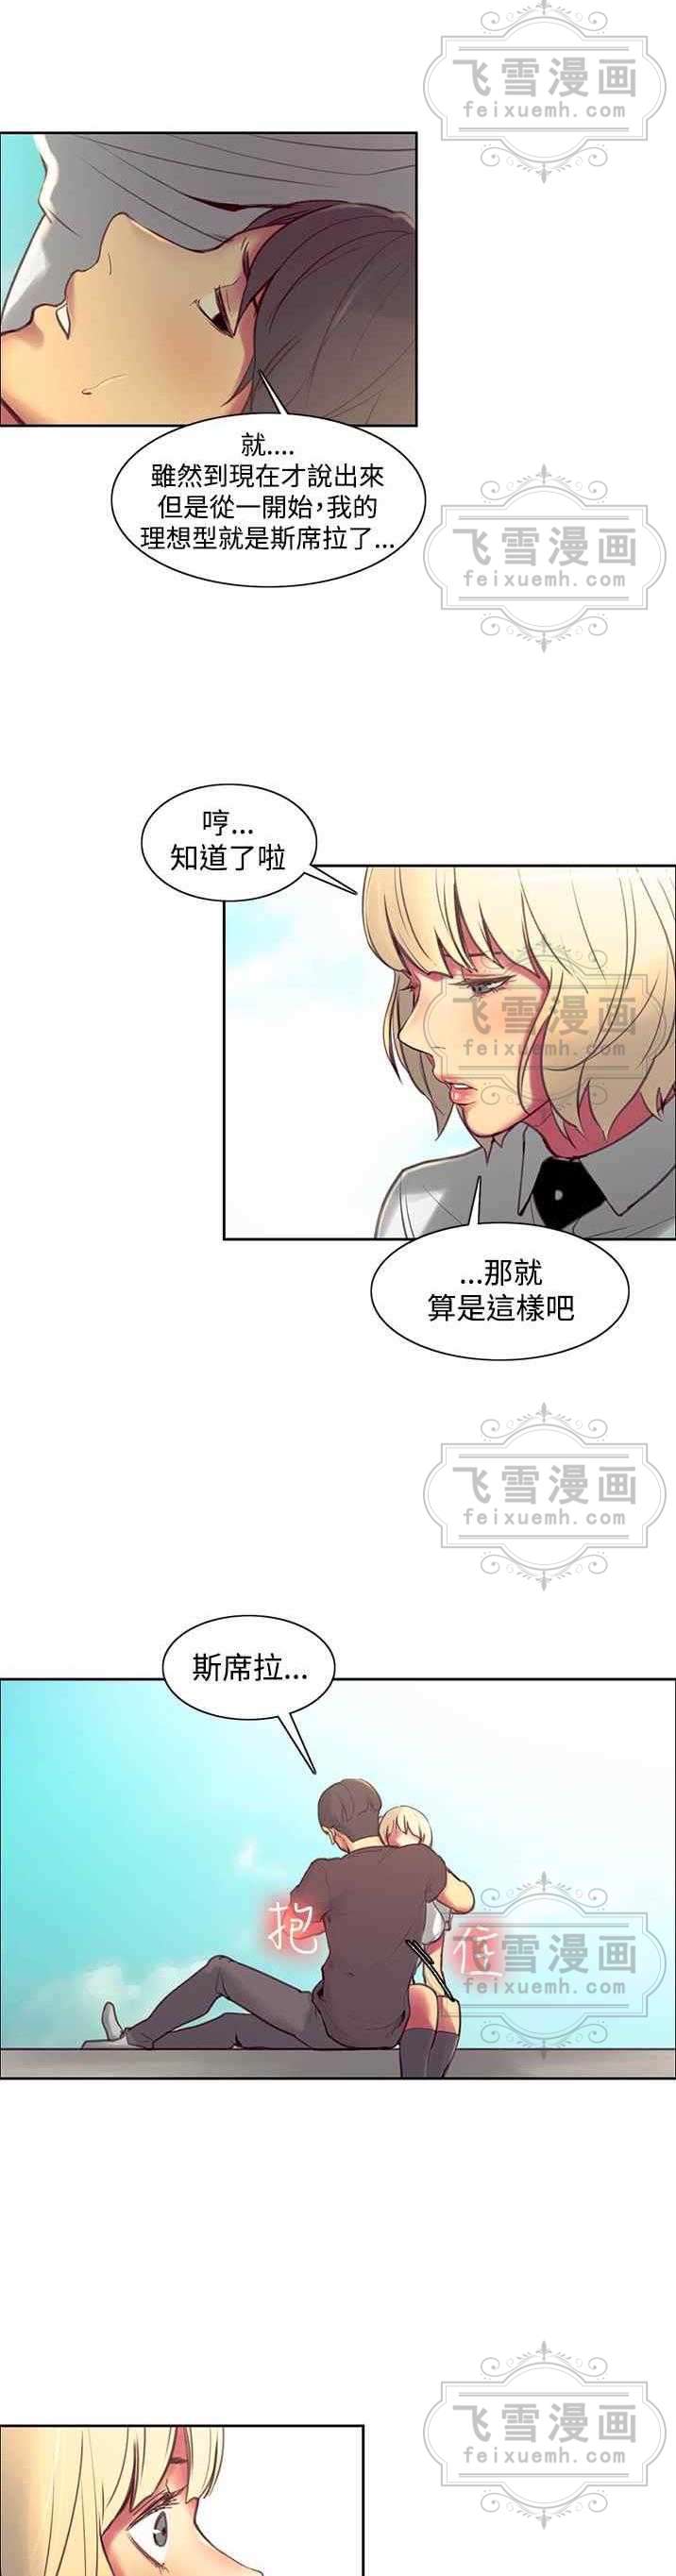 飞雪漫画
feixuemh.com
就....
雖然到現在才說出來
但是從一開始，我的
理想型就是斯席拉了...
飞雪漫画
feixuemh.com
哼...
知道了啦
飞雪漫画
feixuemh.com
...那就
算是這樣吧
飞雪漫画
feixuemh.com
斯席拉...
抱住
飞雪漫画
feixuemh.com
飞雪漫画
feixuemh.com